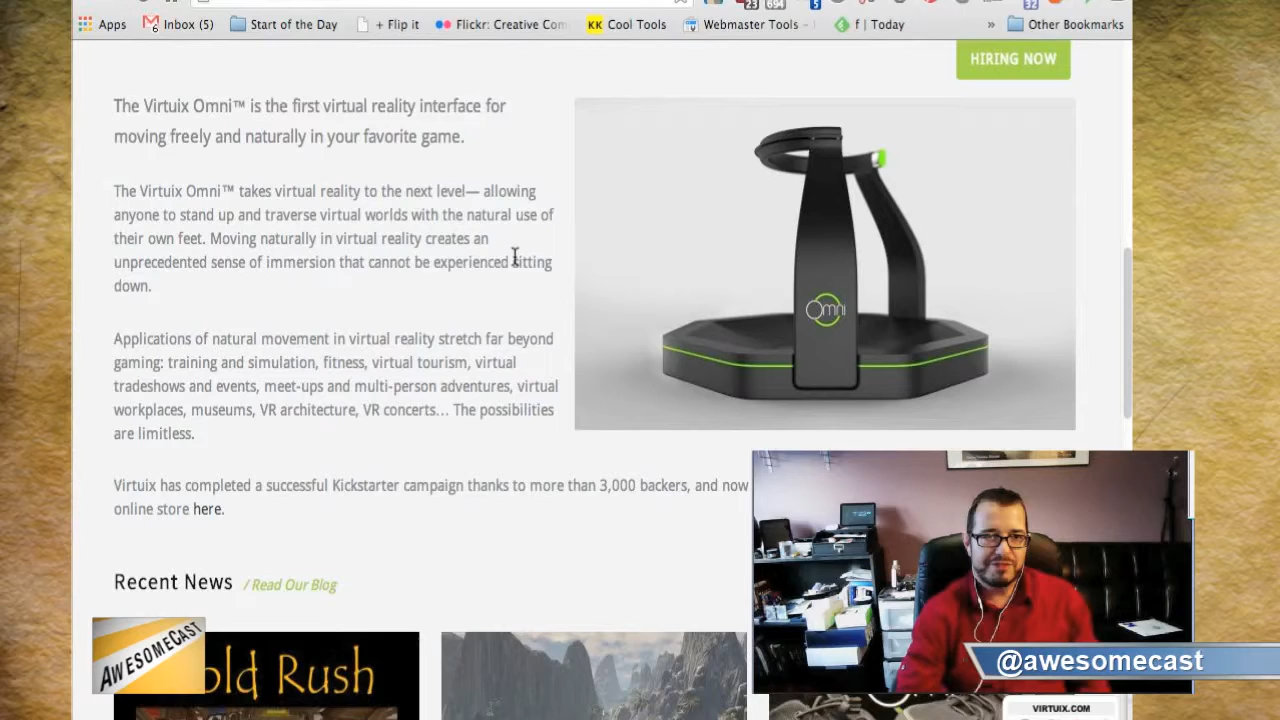 Apps Inbox (5) Start of the Day + Flip it Flickr: Creative Com KK Cool Tools Webmaster Tools - f | Today » Other Bookmarks
23 694 5 32
HIRING NOW
The Virtuix Omni™ is the first virtual reality interface for
moving freely and naturally in your favorite game.
The Virtuix Omni™ takes virtual reality to the next level— allowing
anyone to stand up and traverse virtual worlds with the natural use of
their own feet. Moving naturally in virtual reality creates an
unprecedented sense of immersion that cannot be experienced sitting
down.
Omni
Applications of natural movement in virtual reality stretch far beyond
gaming: training and simulation, fitness, virtual tourism, virtual
tradeshows and events, meet-ups and multi-person adventures, virtual
workplaces, museums, VR architecture, VR concerts... The possibilities
are limitless.
Virtuix has completed a successful Kickstarter campaign thanks to more than 3,000 backers, and now
online store here.
Recent News / Read Our Blog
AWESOMECAST
old Rush
@awesomecast
VIRTUIX.COM